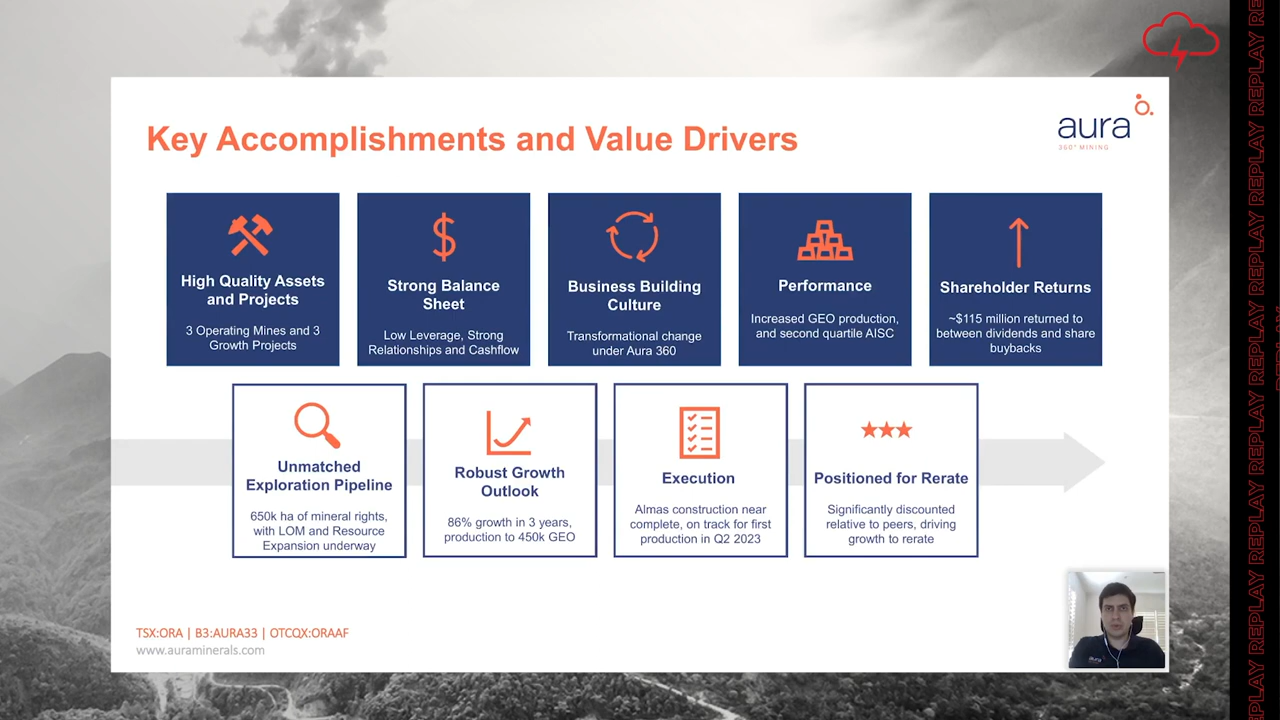 Key Accomplishments and Value Drivers
aura
360° MINING
High Quality Assets
and Projects
3 Operating Mines and 3
Growth Projects
Strong Balance
Sheet
Low Leverage, Strong
Relationships and Cashflow
Business Building
Culture
Transformational change
under Aura 360
Performance
Increased GEO production,
and second quartile AISC
Shareholder Returns
~$115 million returned to
between dividends and share
buybacks
Unmatched
Exploration Pipeline
650k ha of mineral rights,
with LOM and Resource
Expansion underway
Robust Growth
Outlook
86% growth in 3 years,
production to 450k GEO
Execution
Almas construction near
complete, on track for first
production in Q2 2023
Positioned for Rerate
Significantly discounted
relative to peers, driving
growth to rerate
TSX:ORA | B3:AURA33 | OTCQX:ORAAF
www.auraminerals.com
aura
REPLAY REPLAY REPLAY REPLAY REPLAY REPLAY REPLAY REPLAY REPLAY